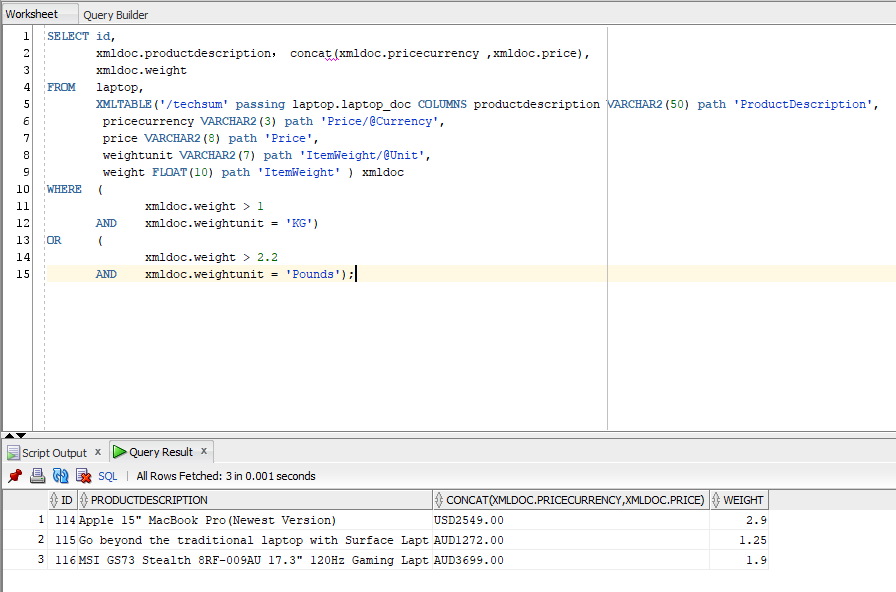 Worksheet Query Builder
1 SELECT id,
2 xmldoc.productdescription， concat(xmldoc.pricecurrency ,xmldoc.price),
3 xmldoc.weight
4 FROM laptop,
5 XMLTABLE('/techsum' passing laptop.laptop_doc COLUMNS productdescription VARCHAR2(50) path 'ProductDescription',
6 pricecurrency VARCHAR2(3) path 'Price/@Currency',
7 price VARCHAR2(8) path 'Price',
8 weightunit VARCHAR2(7) path 'ItemWeight/@Unit',
9 weight FLOAT(10) path 'ItemWeight' ) xmldoc
10 WHERE (
11 xmldoc.weight > 1
12 AND xmldoc.weightunit = 'KG')
13 OR (
14 xmldoc.weight > 2.2
15 AND xmldoc.weightunit = 'Pounds');
Script Output x Query Result x
SQL | All Rows Fetched: 3 in 0.001 seconds
ID PRODUCTDESCRIPTION CONCAT(XMLDOC.PRICECURRENCY,XMLDOC.PRICE) WEIGHT
1 114 Apple 15" MacBook Pro(Newest Version) USD2549.00 2.9
2 115 Go beyond the traditional laptop with Surface Lapt AUD1272.00 1.25
3 116 MSI GS73 Stealth 8RF-009AU 17.3" 120Hz Gaming Lapt AUD3699.00 1.9